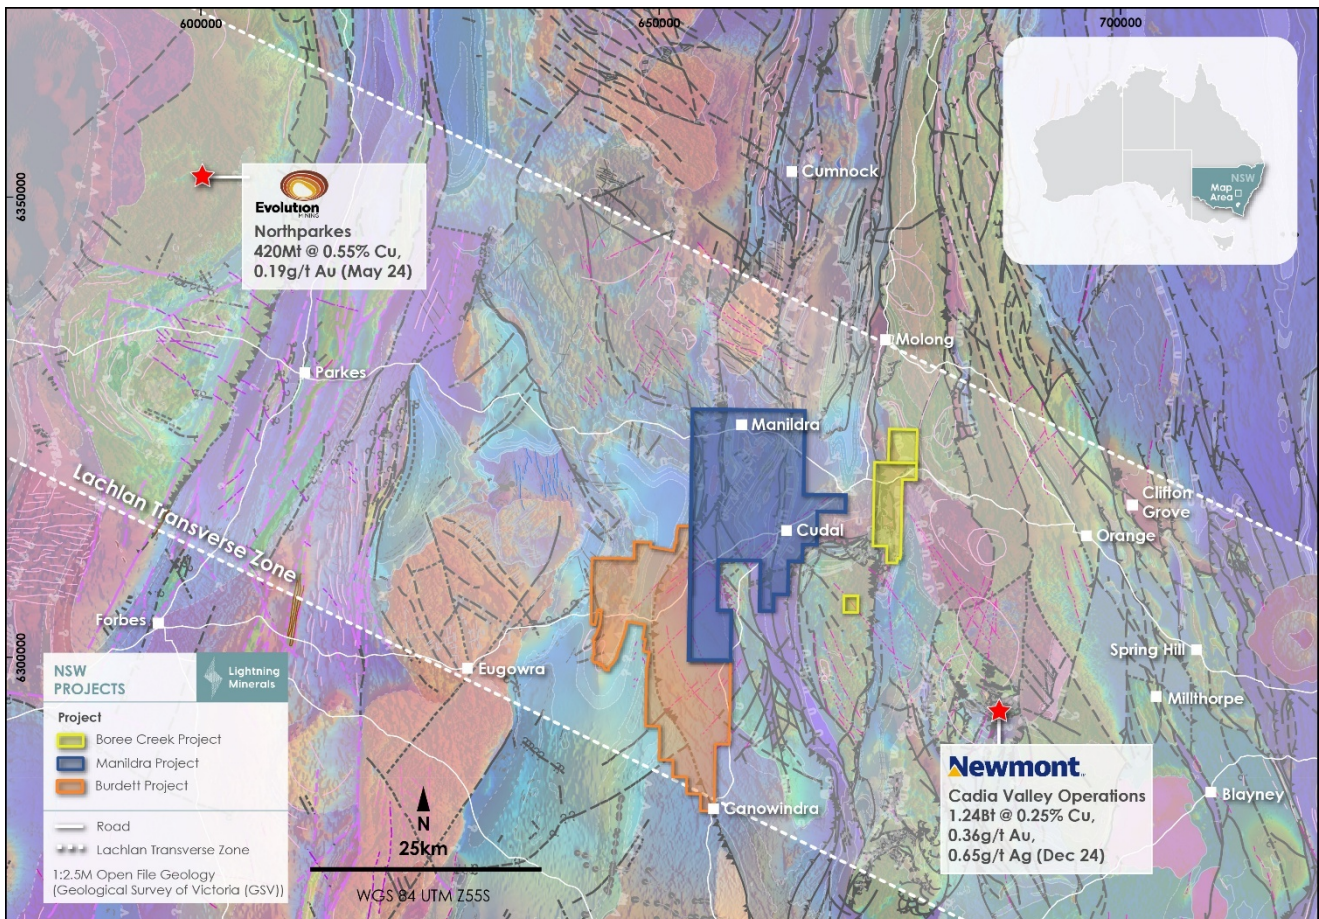 600000
650000
700000
6350000
6300000
NSW
Map
Area
Cumnock
Evolution
MINING
Northparkes
420Mt @ 0.55% Cu,
0.19g/t Au (May 24)
Molong
Parkes
Manildra
Lachlan Transverse Zone
Cudal
Clifton
Grove
Orange
Forbes
Eugowra
Spring Hill
Millthorpe
Canowindra
Blayney
Newmont
Cadia Valley Operations
1.24Bt @ 0.25% Cu,
0.36g/t Au,
0.65g/t Ag (Dec 24)
NSW
PROJECTS
Lightning
Minerals
Project
Boree Creek Project
Manildra Project
Burdett Project
Road
Lachlan Transverse Zone
1:2.5M Open File Geology
(Geological Survey of Victoria (GSV))
N
25km
WGS 84 UTM Z55S